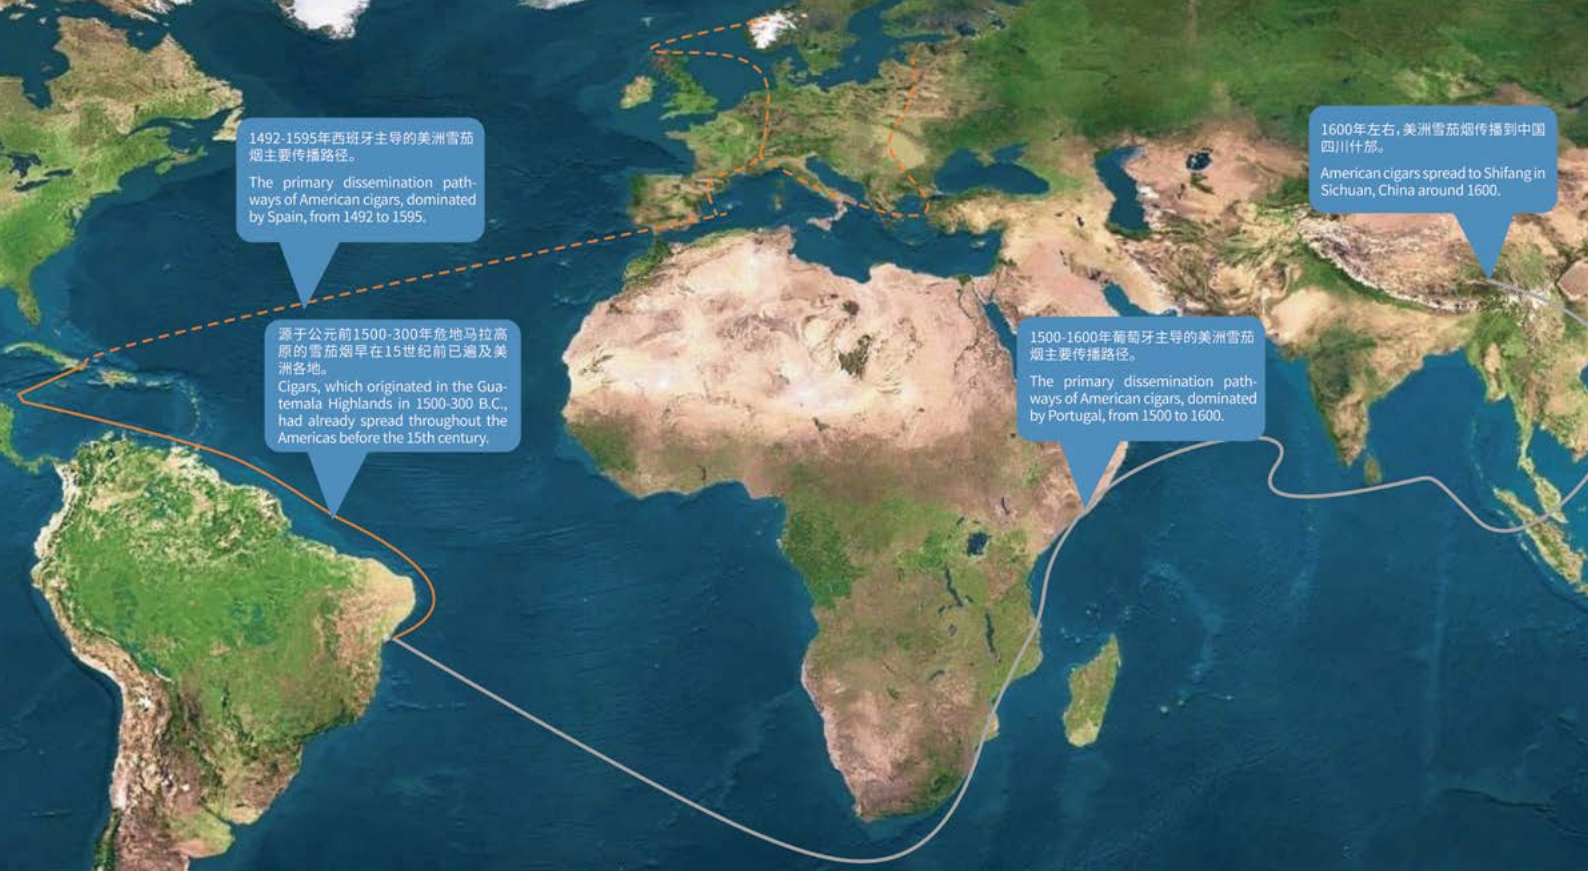 1492-1595年西班牙主导的美洲雪茄
烟主要传播路径。
The primary dissemination path-
ways of American cigars, dominated
by Spain, from 1492 to 1595.
源于公元前1500-300年危地马拉高
原的雪茄烟早在15世纪前已遍及美
洲各地。
Cigars, which originated in the Gua-
temala Highlands in 1500-300 B.C.,
had already spread throughout the
Americas before the 15th century.
1500-1600年葡萄牙主导的美洲雪茄
烟主要传播路径。
The primary dissemination path-
ways of American cigars, dominated
by Portugal, from 1500 to 1600.
1600年左右，美洲雪茄烟传播到中国
四川什邡。
American cigars spread to Shifang in
Sichuan, China around 1600.